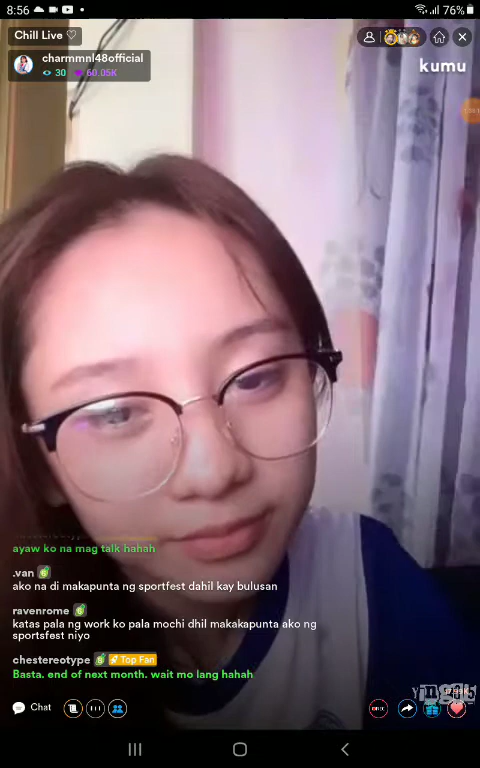 8:56
76%
Chill Live ♡
charmmnl48official
30 60.05K
kumu
ayaw ko na mag talk hahah
.van
ako na di makapunta ng sportfest dahil kay bulusan
ravenrome
katas pala ng work ko pala mochi dhil makakapunta ako ng
sportsfest niyo
chestereotype Top Fan
Basta. end of next month. wait mo lang hahah
Chat